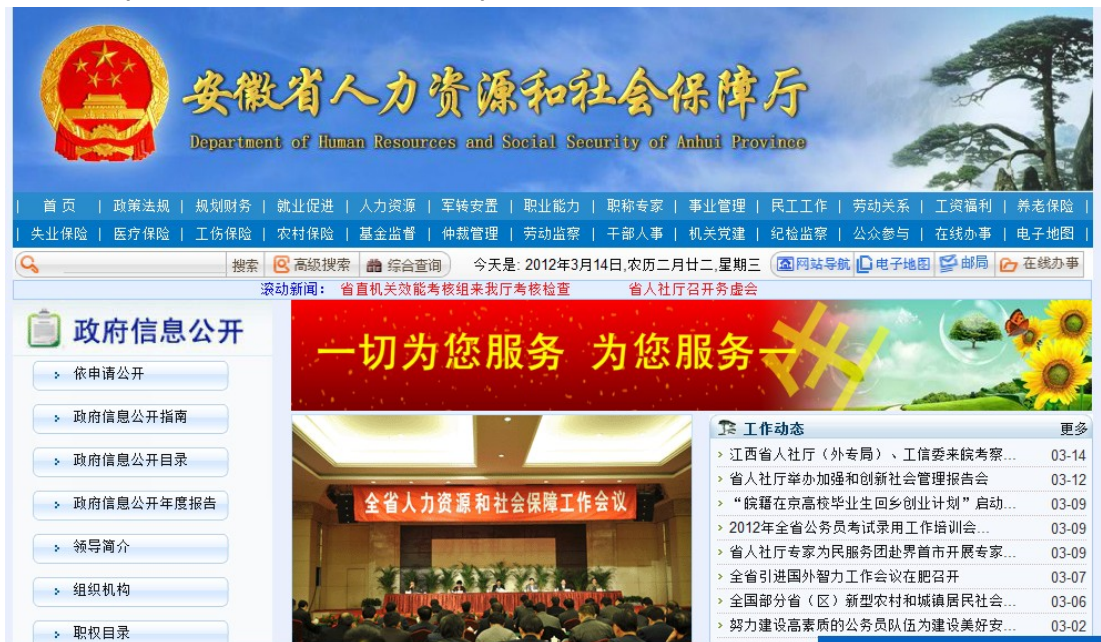 安徽省人力资源和社会保障厅
Department of Human Resources and Social Security of Anhui Province
| 首页 | 政策法规 | 规划财务 | 就业促进 | 人力资源 | 军转安置 | 职业能力 | 职称专家 | 事业管理 | 民工工作 | 劳动关系 | 工资福利 | 养老保险 |
| 失业保险 | 医疗保险 | 工伤保险 | 农村保险 | 基金监督 | 仲裁管理 | 劳动监察 | 干部人事 | 机关党建 | 纪检监察 | 公众参与 | 在线办事 | 电子地图 |
搜索 高级搜索 综合查询 今天是: 2012年3月14日,农历二月廿二,星期三 网站导航 电子地图 邮局 在线办事
滚动新闻: 省直机关效能考核组来我厅考核检查 省人社厅召开务虚会
政府信息公开
依申请公开
政府信息公开指南
政府信息公开目录
政府信息公开年度报告
领导简介
组织机构
职权目录
一切为您服务 为您服务一
生
全省人力资源和社会保障工作会议
工作动态 更多
江西省人社厅（外专局）、工信委来皖考察... 03-14
省人社厅举办加强和创新社会管理报告会 03-12
“皖籍在京高校毕业生回乡创业计划”启动... 03-09
2012年全省公务员考试录用工作培训会... 03-09
省人社厅专家为民服务团赴界首市开展专家... 03-09
全省引进国外智力工作会议在肥召开 03-07
全国部分省（区）新型农村和城镇居民社会... 03-06
努力建设高素质的公务员队伍为建设美好安... 03-02